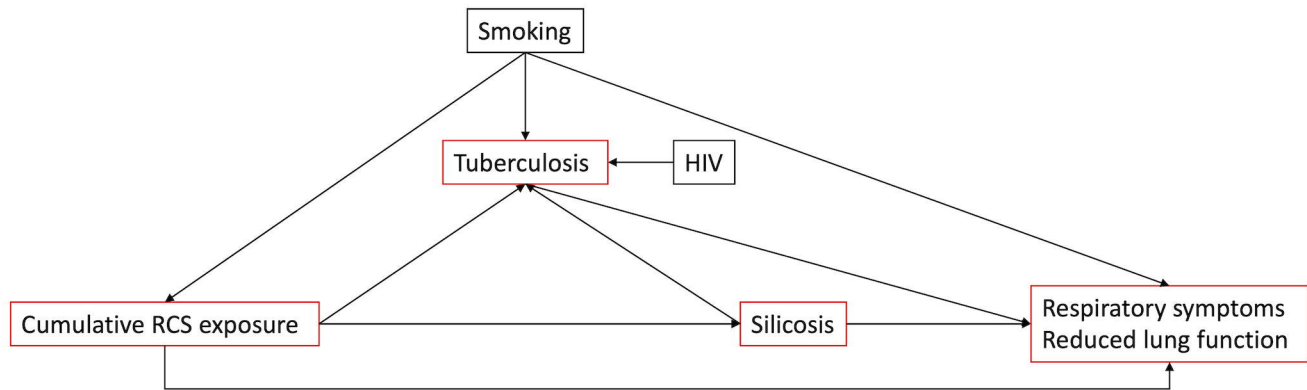 Smoking
Tuberculosis
HIV
Cumulative RCS exposure
Silicosis
Respiratory symptoms
Reduced lung function